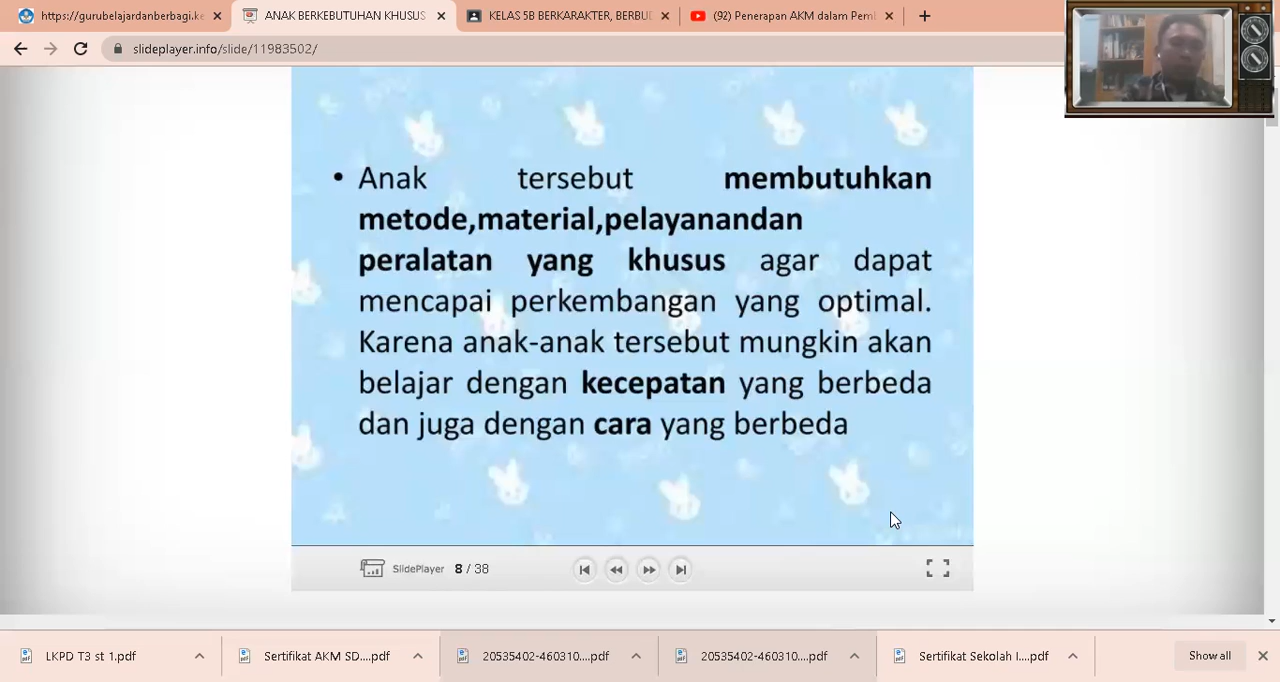 https://gurubelajardanberbagi.ke
ANAK BERKEBUTUHAN KHUSUS
KELAS 5B BERKARAKTER, BERBUD
(92) Penerapan AKM dalam Pemb
slideplayer.info/slide/11983502/
• Anak tersebut membutuhkan
metode,material,pelayanandan
peralatan yang khusus agar dapat
mencapai perkembangan yang optimal.
Karena anak-anak tersebut mungkin akan
belajar dengan kecepatan yang berbeda
dan juga dengan cara yang berbeda
SlidePlayer 8 / 38
LKPD T3 st 1.pdf
Sertifikat AKM SD....pdf
20535402-460310....pdf
20535402-460310....pdf
Sertifikat Sekolah I....pdf
Show all